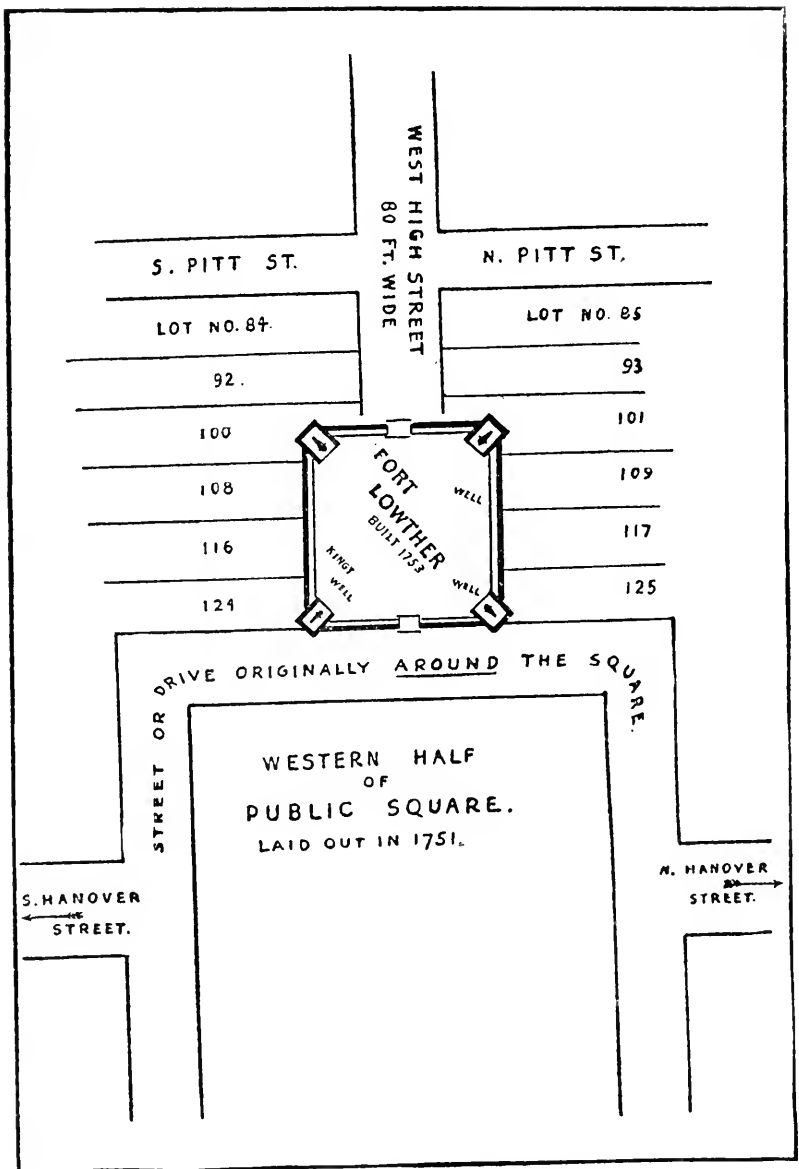 WEST HIGH STREET
80 FT. WIDE
S. PITT ST.
N. PITT ST.
LOT NO. 84.
LOT NO. 85
92.
93
100
101
108
109
116
117
124
125
FORT
LOWTHER
BUILT 1753
WELL
KINGT
WELL
WELL
STREET OR DRIVE ORIGINALLY AROUND THE SQUARE.
WESTERN HALF
OF
PUBLIC SQUARE.
LAID OUT IN 1751.
S. HANOVER
STREET.
N. HANOVER
STREET.